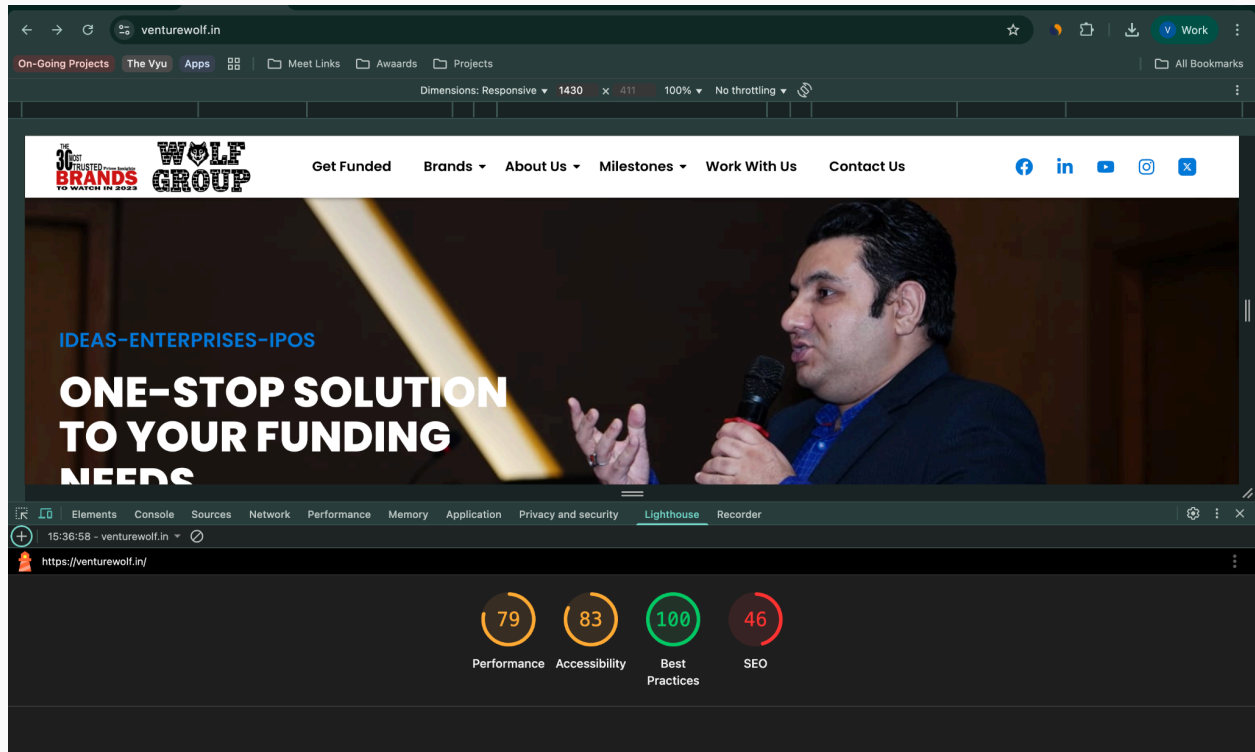 venturewolf.in
V Work
On-Going Projects The Vyu Apps Meet Links Awaards Projects All Bookmarks
Dimensions: Responsive 1430 x 411 100% No throttling
THE
30 MOST
TRUSTED
BRANDS
TO WATCH IN 2023
WOLF
GROUP
Get Funded Brands About Us Milestones Work With Us Contact Us
IDEAS-ENTERPRISES-IPOS
ONE-STOP SOLUTION
TO YOUR FUNDING
NEEDS
Elements Console Sources Network Performance Memory Application Privacy and security Lighthouse Recorder
15:36:58 - venturewolf.in
https://venturewolf.in/
79 83 100 46
Performance Accessibility Best Practices SEO